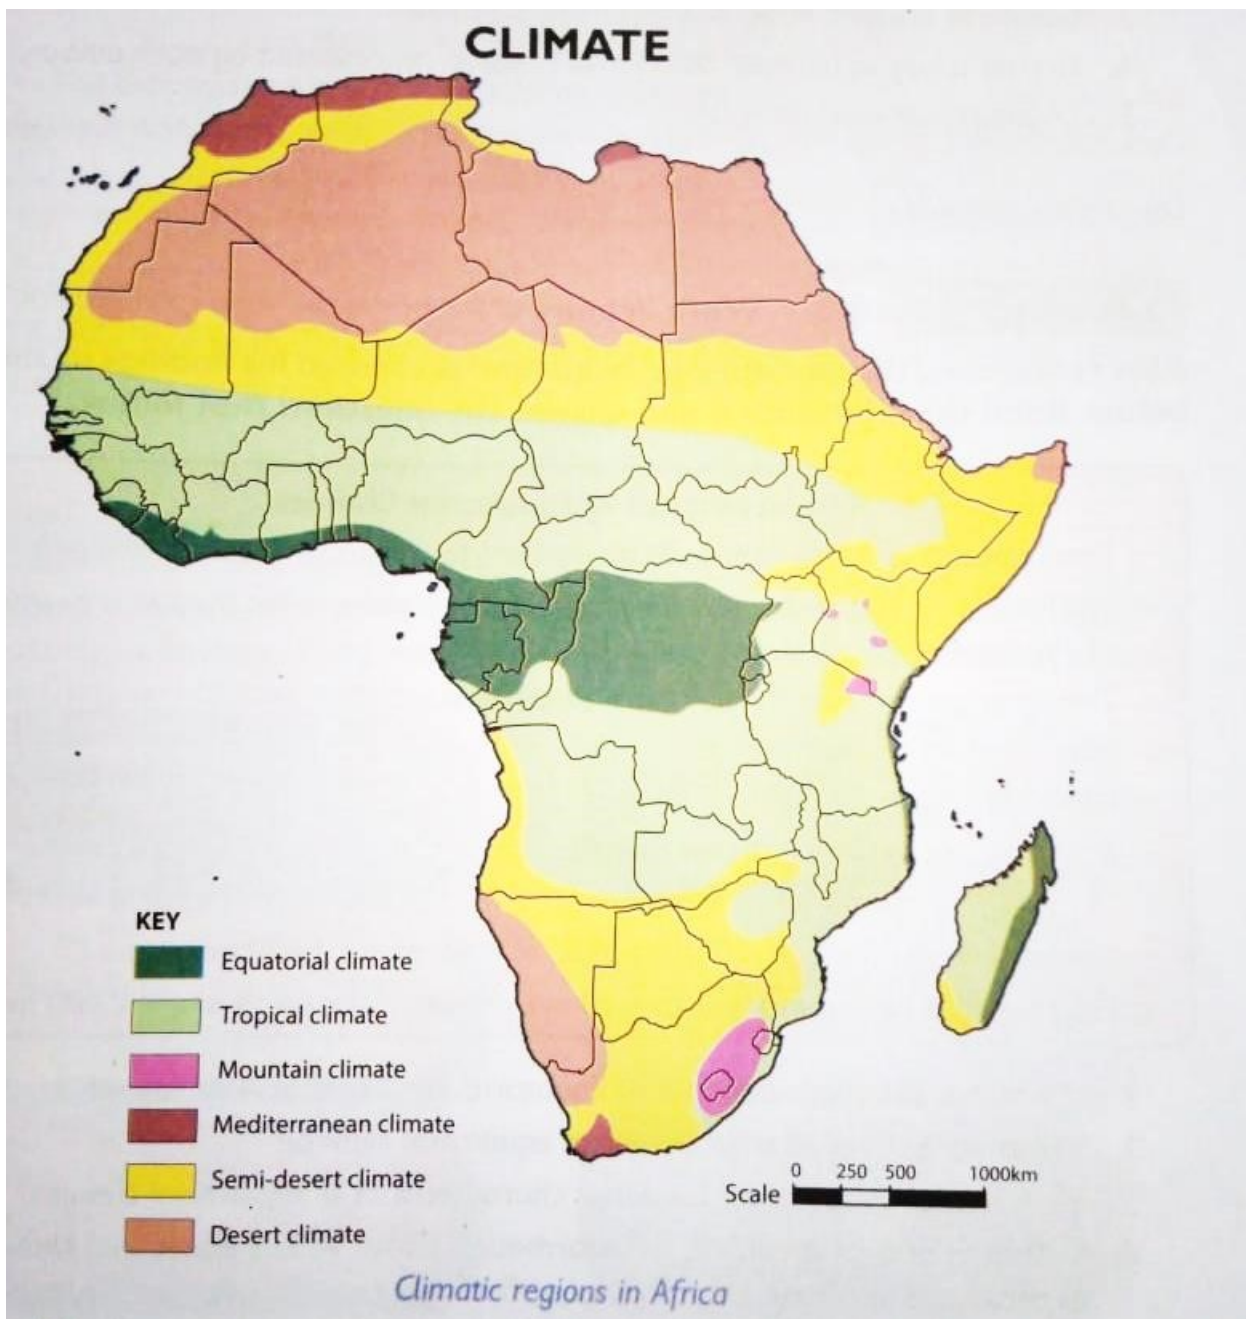 CLIMATE
KEY
Equatorial climate
Tropical climate
Mountain climate
Mediterranean climate
Semi-desert climate
Desert climate
Scale
0 250 500 1000km
Climatic regions in Africa